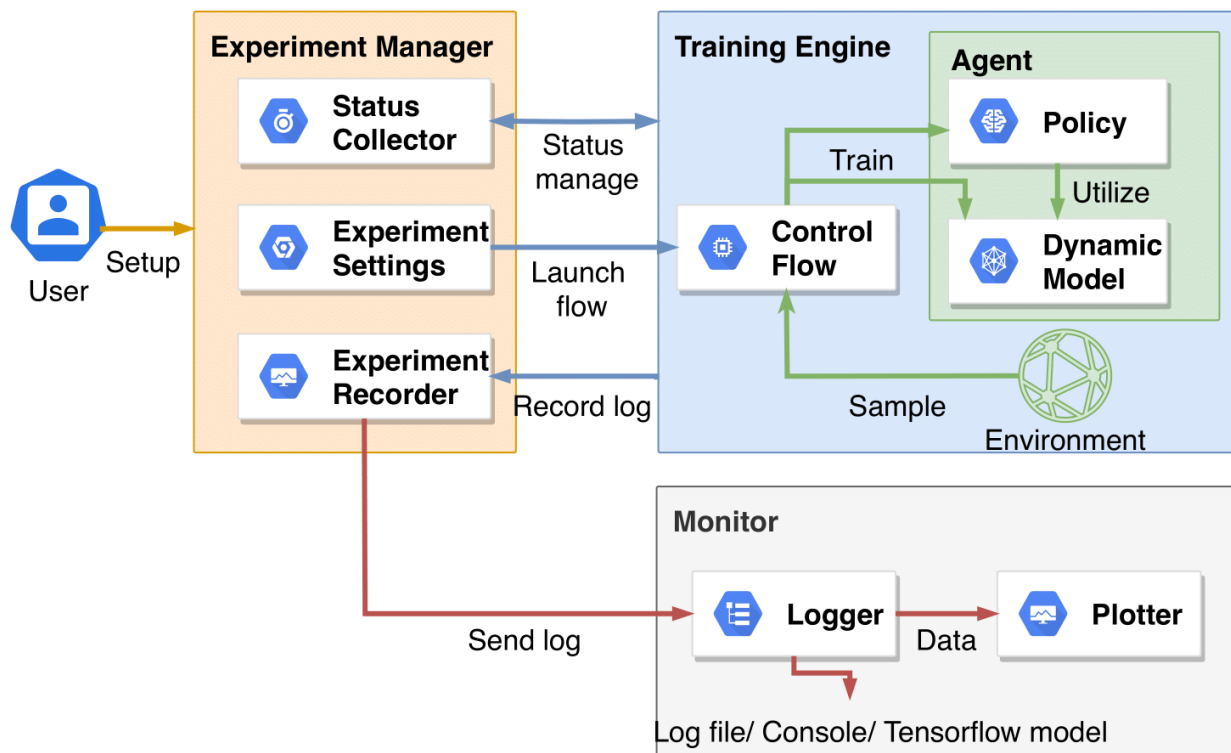 Experiment Manager
Status
Collector
Experiment
Settings
Experiment
Recorder
User
Setup
Status
manage
Launch
flow
Record log
Training Engine
Agent
Policy
Train
Utilize
Control
Flow
Dynamic
Model
Sample
Environment
Monitor
Send log
Logger
Data
Plotter
Log file/ Console/ Tensorflow model